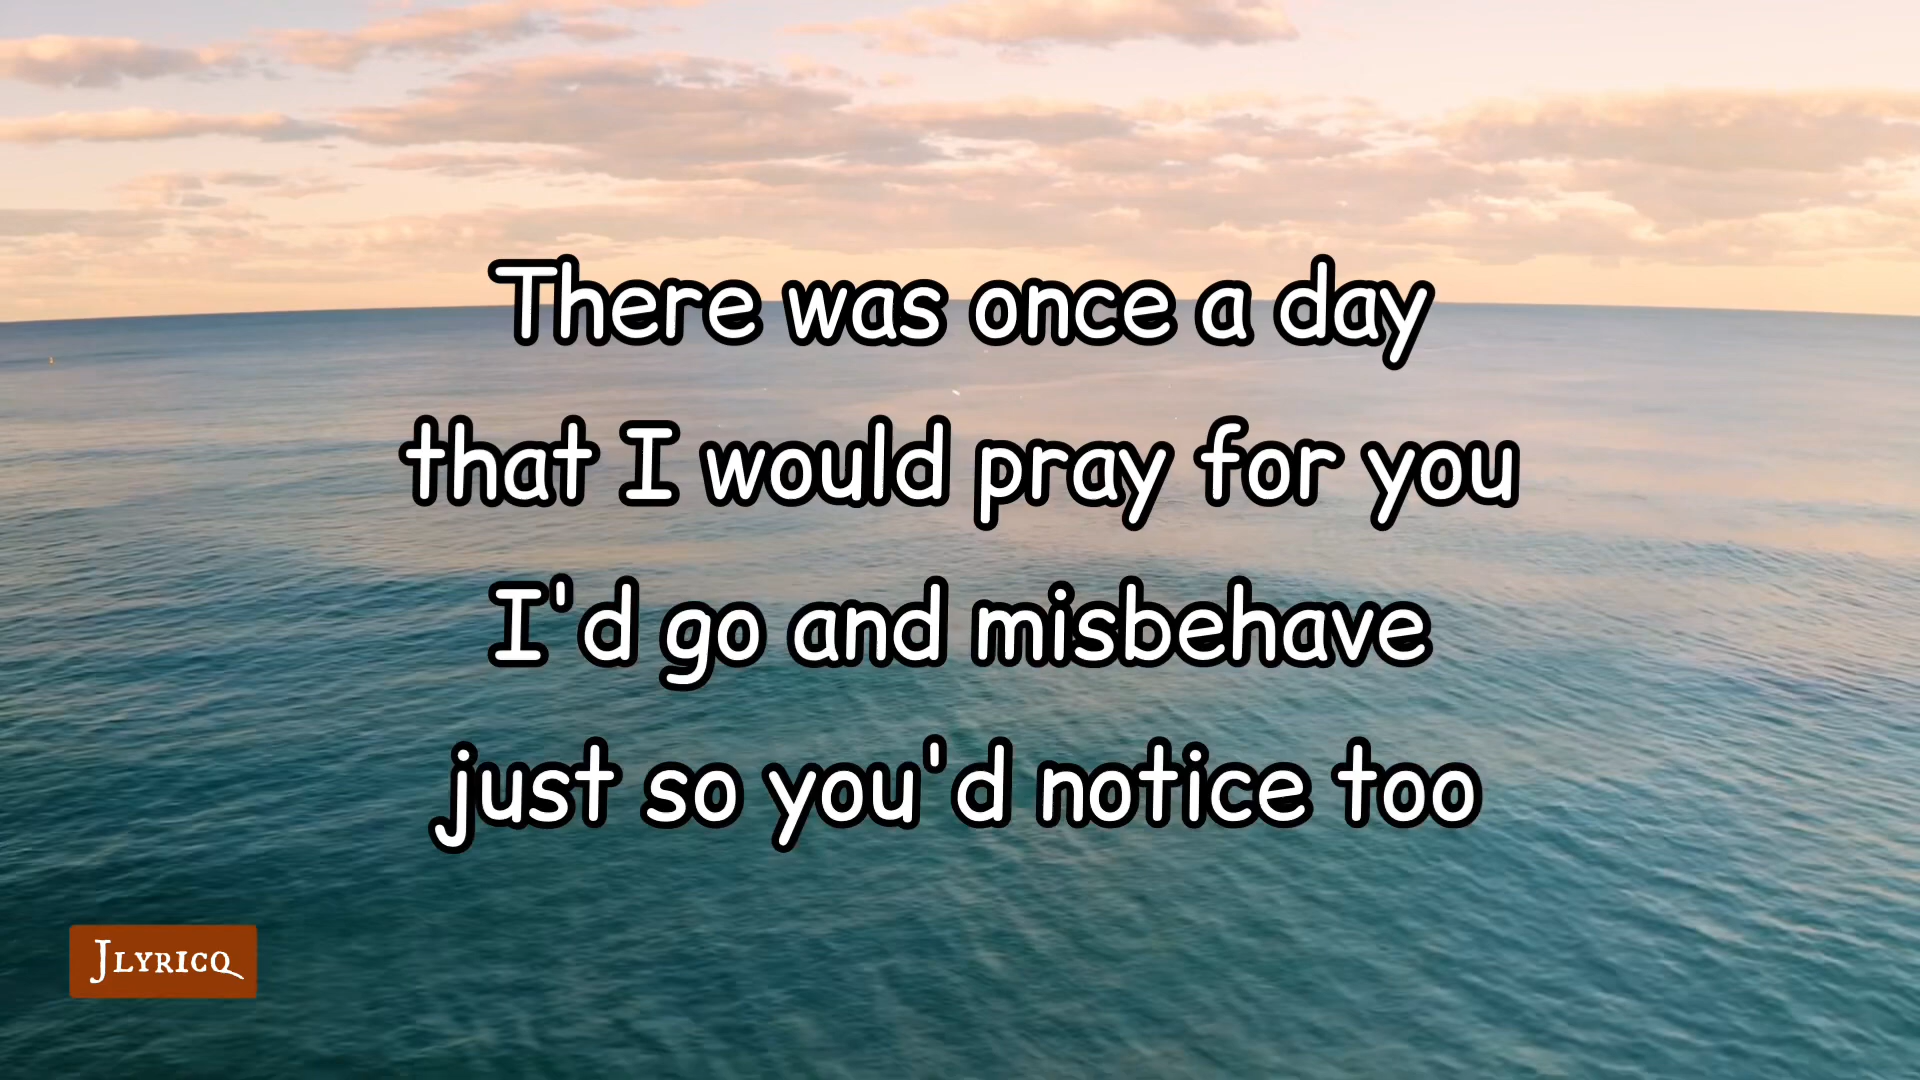 There was once a day
that I would pray for you
I'd go and misbehave
just so you'd notice too
JLYRICQ